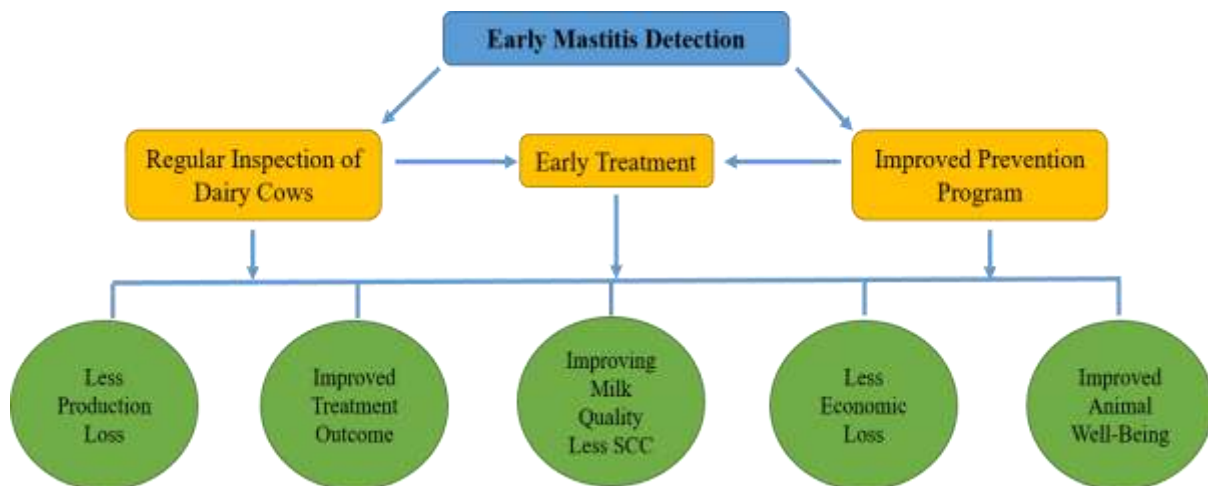 Early Mastitis Detection
Regular Inspection of
Dairy Cows
Early Treatment
Improved Prevention
Program
Less
Production
Loss
Improved
Treatment
Outcome
Improving
Milk
Quality
Less SCC
Less
Economic
Loss
Improved
Animal
Well-Being